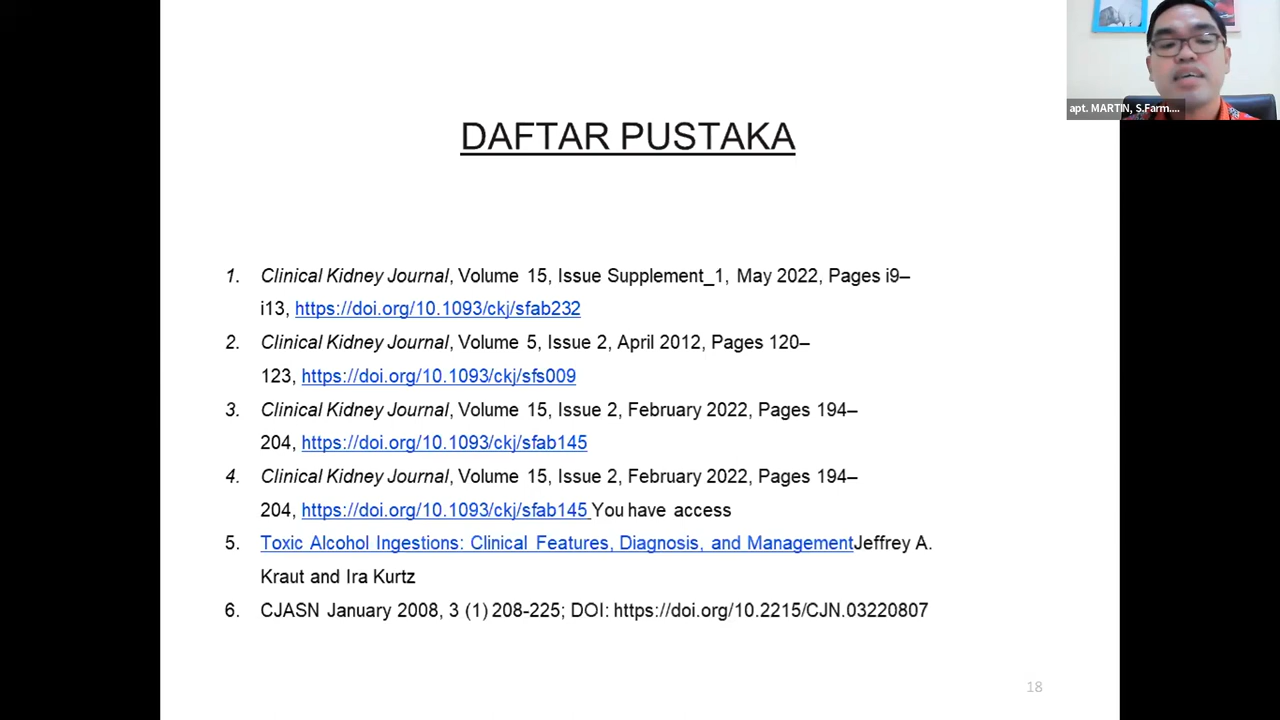 apt. MARTIN, S.Farm....
DAFTAR PUSTAKA
1. Clinical Kidney Journal, Volume 15, Issue Supplement_1, May 2022, Pages i9–
i13, https://doi.org/10.1093/ckj/sfab232
2. Clinical Kidney Journal, Volume 5, Issue 2, April 2012, Pages 120–
123, https://doi.org/10.1093/ckj/sfs009
3. Clinical Kidney Journal, Volume 15, Issue 2, February 2022, Pages 194–
204, https://doi.org/10.1093/ckj/sfab145
4. Clinical Kidney Journal, Volume 15, Issue 2, February 2022, Pages 194–
204, https://doi.org/10.1093/ckj/sfab145 You have access
5. Toxic Alcohol Ingestions: Clinical Features, Diagnosis, and ManagementJeffrey A.
Kraut and Ira Kurtz
6. CJASN January 2008, 3 (1) 208-225; DOI: https://doi.org/10.2215/CJN.03220807
18